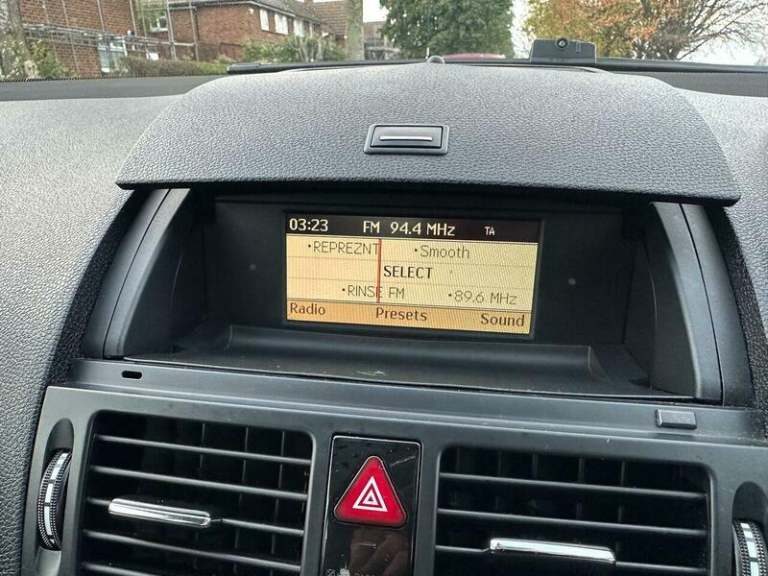 03:23 FM 94.4 MHz TA
•REPREZNT •Smooth
SELECT
•RINSE FM •89.6 MHz
Radio Presets Sound